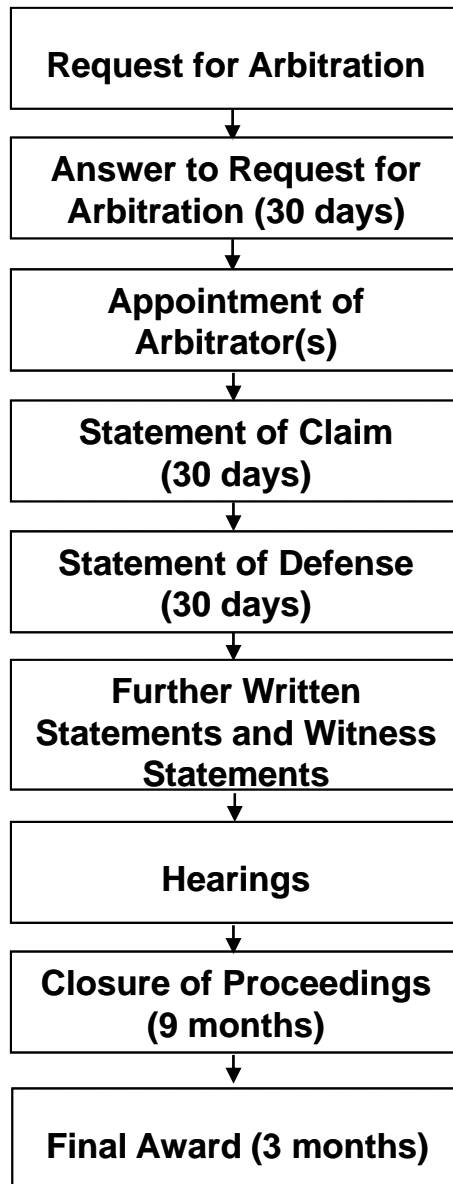 Request for Arbitration
Answer to Request for
Arbitration (30 days)
Appointment of
Arbitrator(s)
Statement of Claim
(30 days)
Statement of Defense
(30 days)
Further Written
Statements and Witness
Statements
Hearings
Closure of Proceedings
(9 months)
Final Award (3 months)